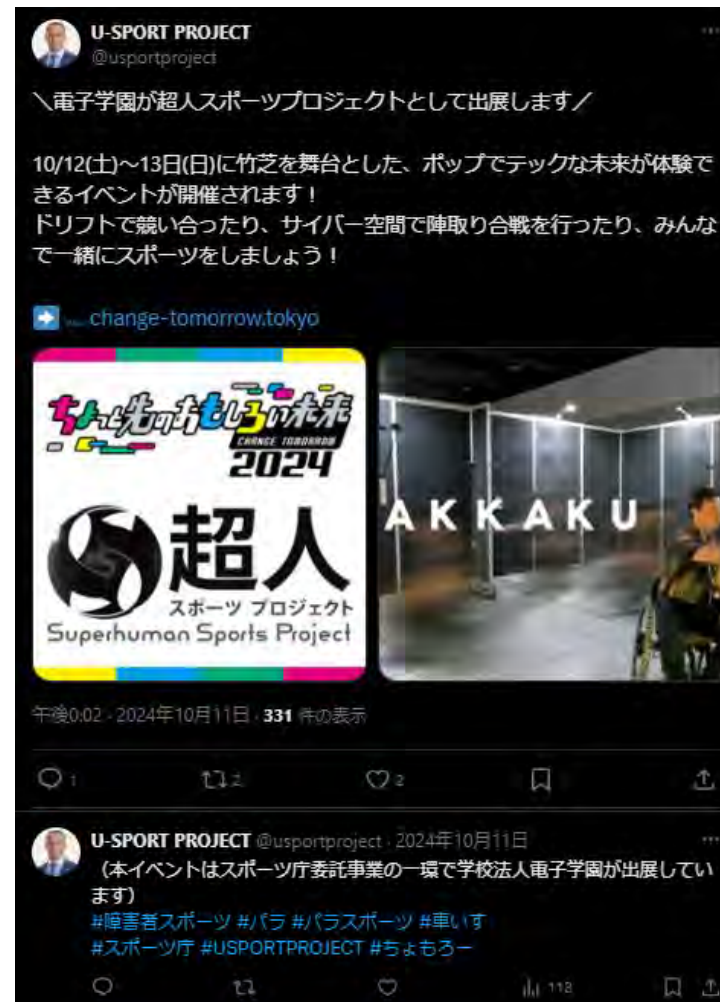 U-SPORT PROJECT
@usportproject
＼電子学園が超人スポーツプロジェクトとして出展します／
10/12(土)～13日(日)に竹芝を舞台とした、ポップでテックな未来が体験で
きるイベントが開催されます！
ドリフトで競い合ったり、サイバー空間で陣取り合戦を行ったり、みんな
で一緒にスポーツをしましょう！
change-tomorrow.tokyo
ちょっと先のおもしろい未来
CHANGE TOMORROW
2024
超人
スポーツ プロジェクト
Superhuman Sports Project
AKKAKU
午後0:02 · 2024年10月11日 · 331 件の表示
1 2 2
U-SPORT PROJECT @usportproject · 2024年10月11日
（本イベントはスポーツ庁委託事業の一環で学校法人電子学園が出展してい
ます）
#障害者スポーツ #パラ #パラスポーツ #車いす
#スポーツ庁 #USPORTPROJECT #ちょもろー